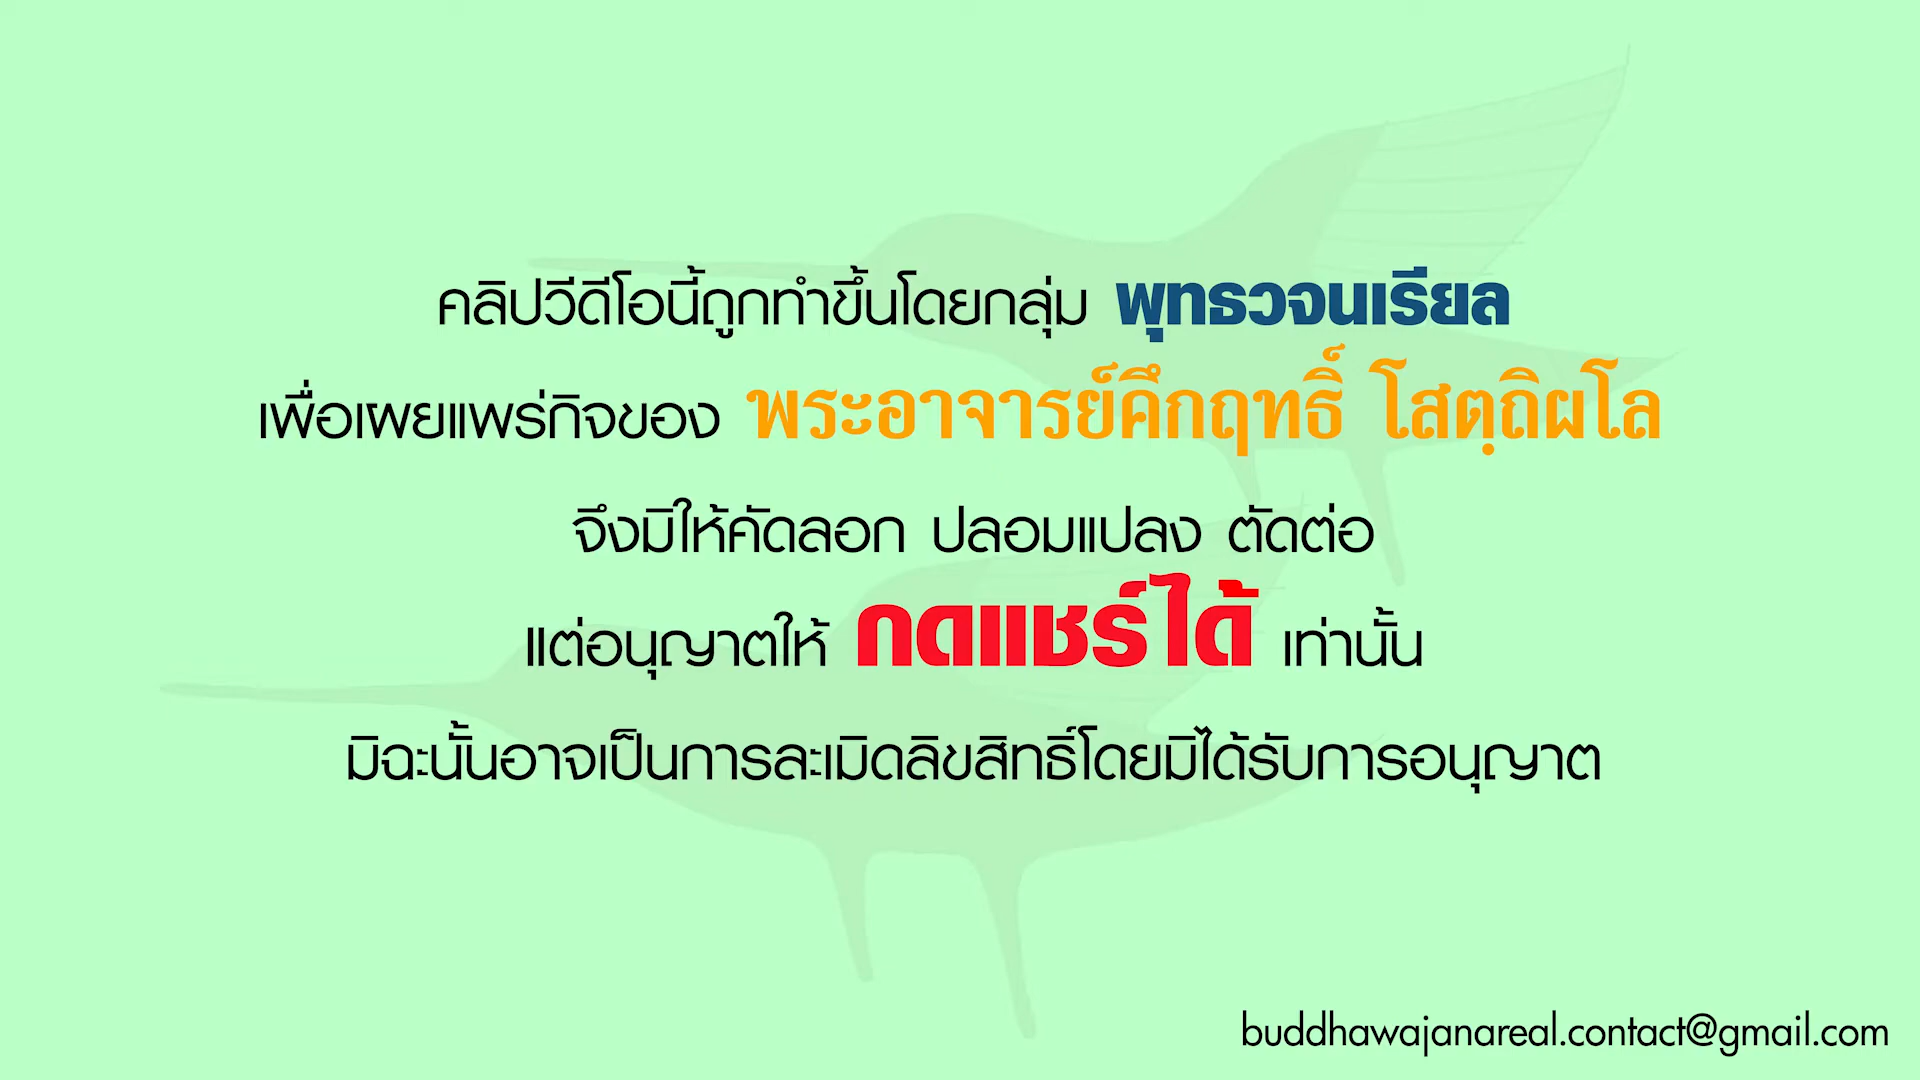 คลิปวีดีโอนี้ถูกทำขึ้นโดยกลุ่ม พุทธวจนเรียล
เพื่อเผยแพร่กิจของ พระอาจารย์คึกฤทธิ์ โสตฺถิผโล
จึงมิให้คัดลอก ปลอมแปลง ตัดต่อ
แต่อนุญาตให้ กดแชร์ได้ เท่านั้น
มิฉะนั้นอาจเป็นการละเมิดลิขสิทธิ์โดยมิได้รับการอนุญาต
buddhawajanareal.contact@gmail.com